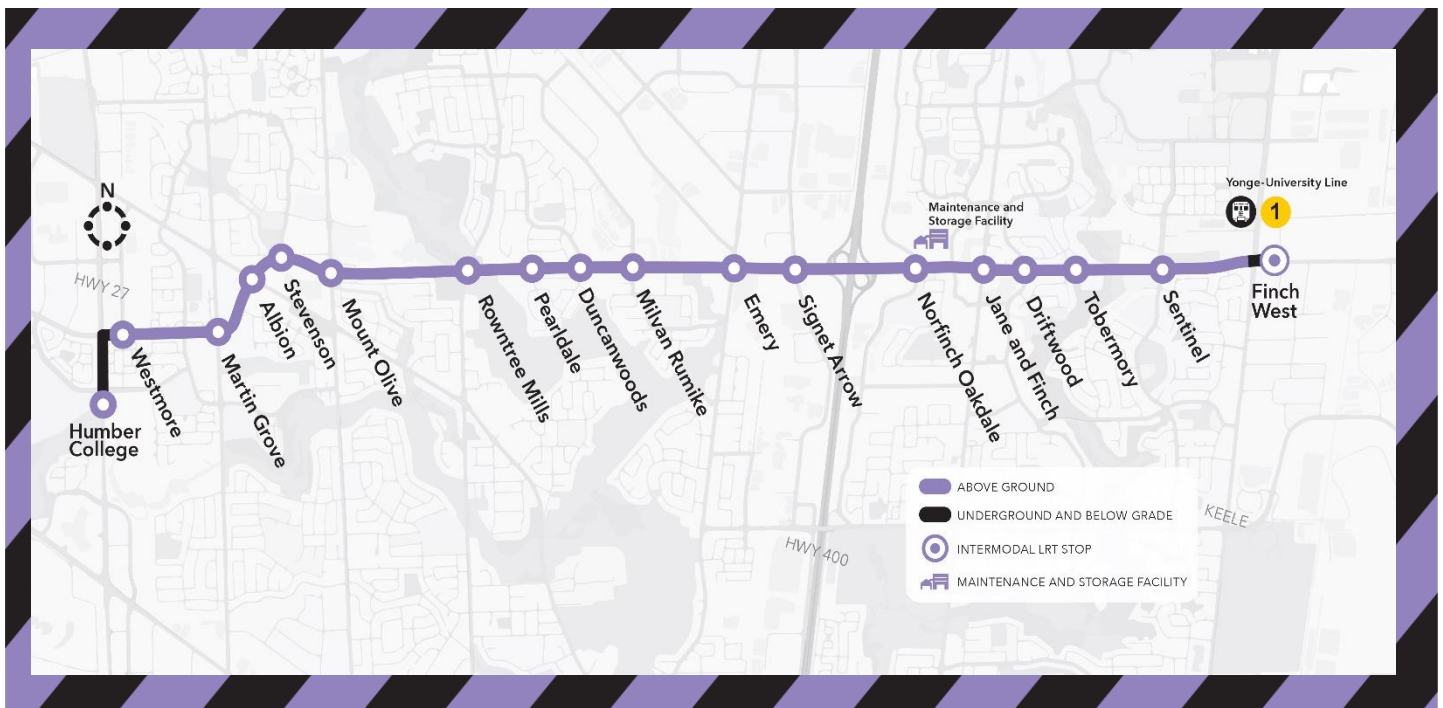 N
HWY 27
Humber
College
Westmore
Martin Grove
Albion
Stevenson
Mount Olive
Rowntree Mills
Pearldale
Duncanwoods
Milvan Rumike
Emery
Signet Arrow
HWY 400
Maintenance and
Storage Facility
Norfinch Oakdale
Jane and Finch
Driftwood
Tobermory
Sentinel
Yonge-University Line
1
Finch
West
KEELE
ABOVE GROUND
UNDERGROUND AND BELOW GRADE
INTERMODAL LRT STOP
MAINTENANCE AND STORAGE FACILITY